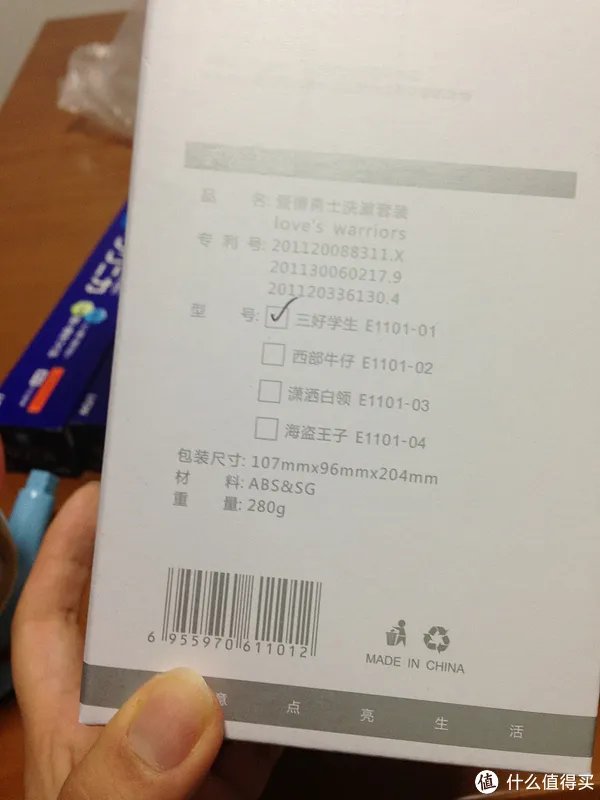 品 名: 爱情勇士洗漱套装
love's warriors
专 利 号: 201120088311.X
201130060217.9
201120336130.4
型 号: 三好学生 E1101-01
西部牛仔 E1101-02
潇洒白领 E1101-03
海盗王子 E1101-04
包装尺寸: 107mmx96mmx204mm
材 料: ABS&SG
重 量: 280g
6 955970 611012
MADE IN CHINA
意 点 亮 生 活
值 什么值得买